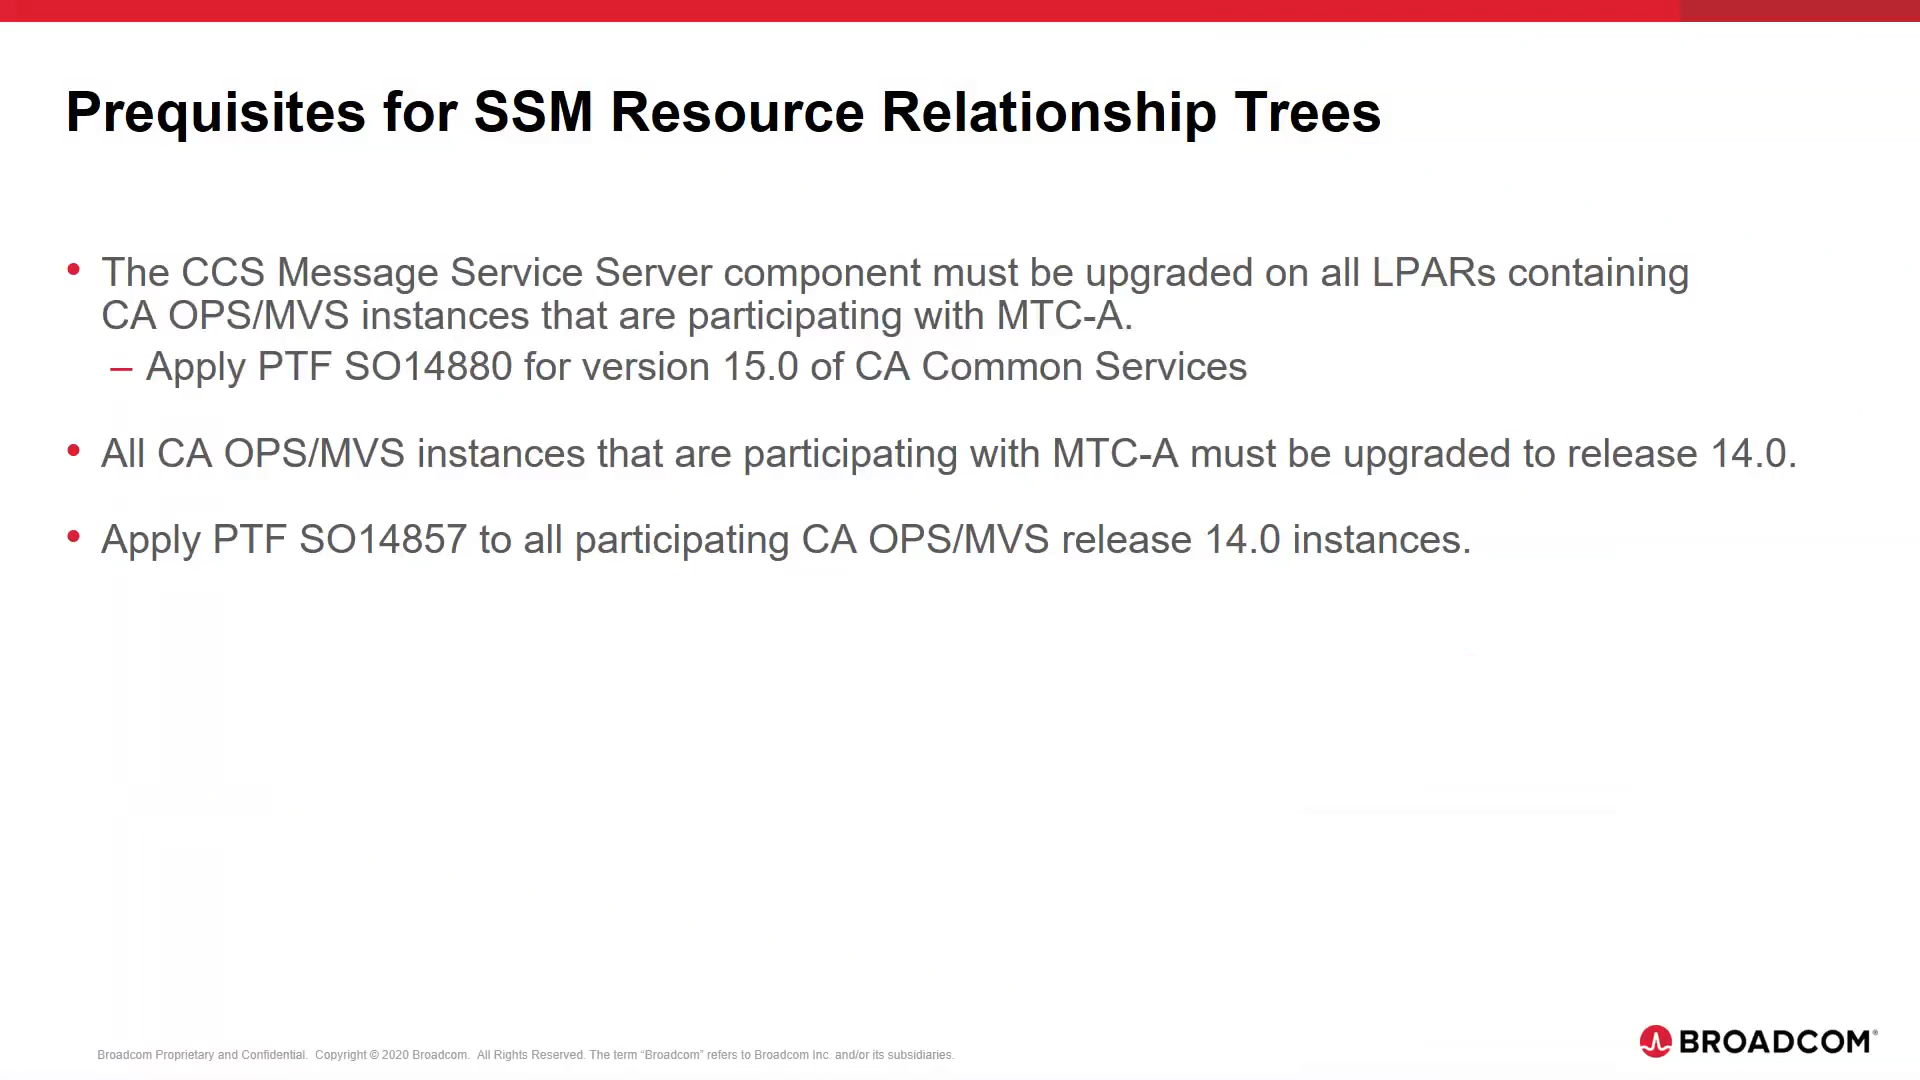 Prequisites for SSM Resource Relationship Trees
• The CCS Message Service Server component must be upgraded on all LPARs containing
CA OPS/MVS instances that are participating with MTC-A.
– Apply PTF SO14880 for version 15.0 of CA Common Services
• All CA OPS/MVS instances that are participating with MTC-A must be upgraded to release 14.0.
• Apply PTF SO14857 to all participating CA OPS/MVS release 14.0 instances.
Broadcom Proprietary and Confidential. Copyright © 2020 Broadcom. All Rights Reserved. The term “Broadcom” refers to Broadcom Inc. and/or its subsidiaries.
BROADCOM®